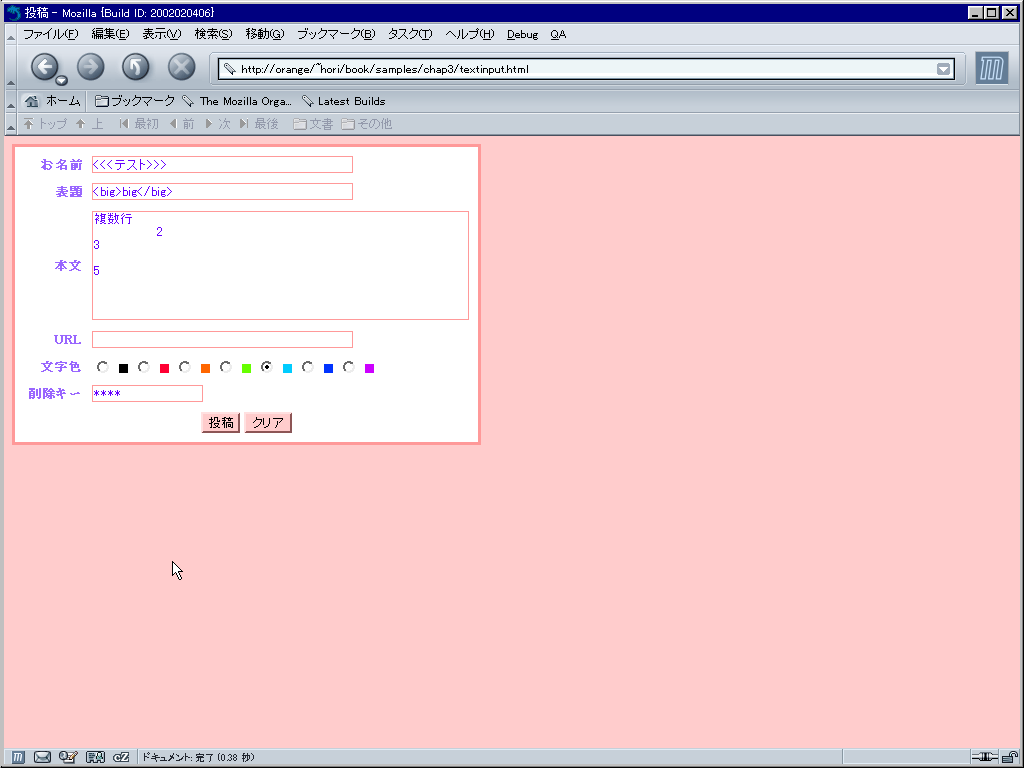 投稿 - Mozilla {Build ID: 2002020406}
ファイル(F) 編集(E) 表示(V) 検索(S) 移動(G) ブックマーク(B) タスク(T) ヘルプ(H) Debug QA
http://orange/~hori/book/samples/chap3/textinput.html
ホーム ブックマーク The Mozilla Orga... Latest Builds
トップ 上 最初 前 次 最後 文書 その他
お名前 <<<テスト>>>
表題 <big>big</big>
本文 複数行
2
3
5
URL
文字色
削除キー ****
投稿 クリア
ドキュメント: 完了 (0.38 秒)